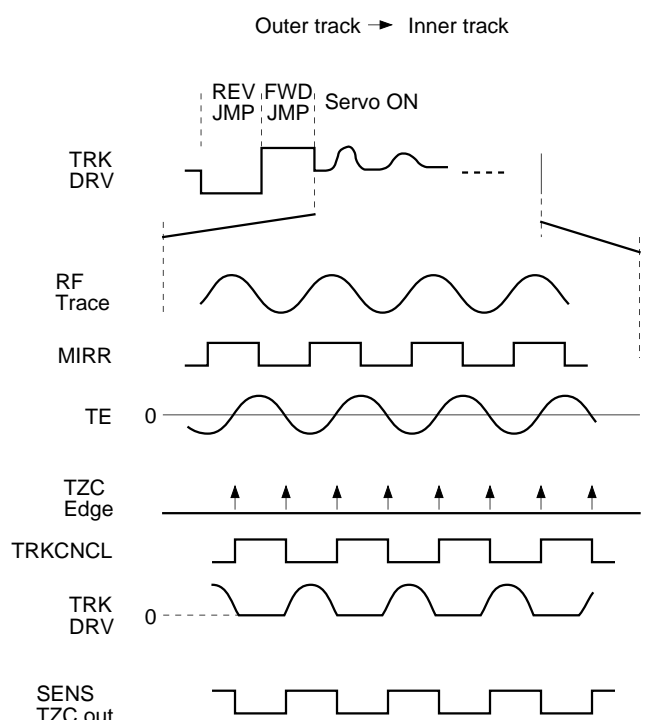 Outer track → Inner track
REV FWD
JMP JMP Servo ON
TRK
DRV
RF
Trace
MIRR
TE 0
TZC
Edge
TRKCNCL
TRK
DRV
0
SENS
TZC out